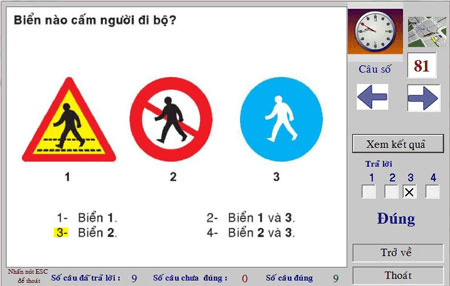 Biển nào cấm người đi bộ?
1 2 3
1- Biển 1. 2- Biển 1 và 3.
3- Biển 2. 4- Biển 2 và 3.
Câu số 81
Xem kết quả
Trả lời
1 2 3 4
Đúng
Trở về
Thoát
Nhấn nút ESC
để thoát
Số câu đã trả lời : 9 Số câu chưa đúng : 0 Số câu đúng 9